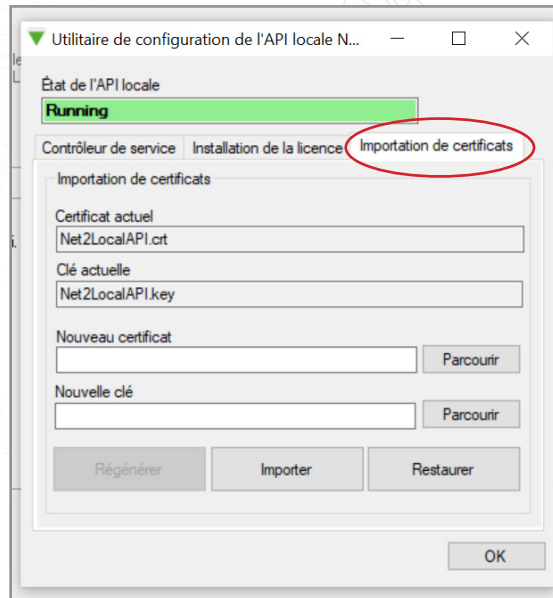 Utilitaire de configuration de l'API locale N...
État de l'API locale
Running
Contrôleur de service Installation de la licence Importation de certificats
Importation de certificats
Certificat actuel
Net2LocalAPI.crt
Clé actuelle
Net2LocalAPI.key
Nouveau certificat
Parcourir
Nouvelle clé
Parcourir
Régénérer Importer Restaurer
OK